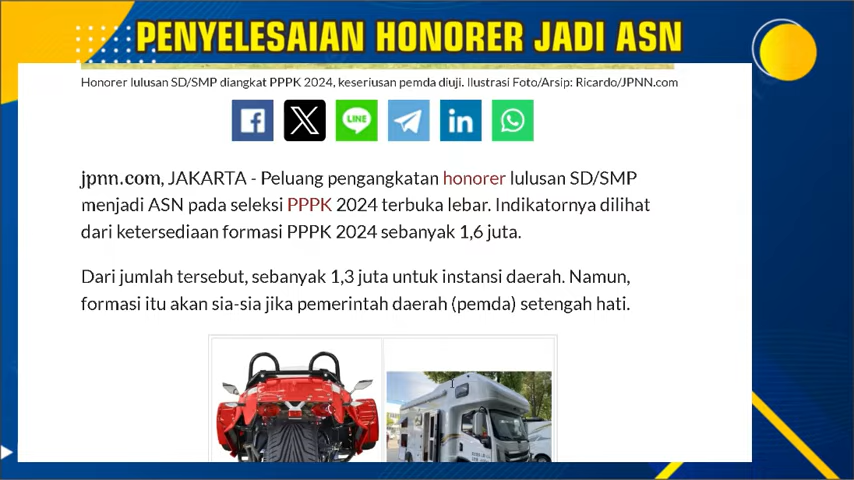 PENYELESAIAN HONORER JADI ASN
Honorer lulusan SD/SMP diangkat PPPK 2024, keseriusan pemda diuji. Ilustrasi Foto/Arsip: Ricardo/JPNN.com
LINE
in
jpnn.com, JAKARTA - Peluang pengangkatan honorer lulusan SD/SMP
menjadi ASN pada seleksi PPPK 2024 terbuka lebar. Indikatornya dilihat
dari ketersediaan formasi PPPK 2024 sebanyak 1,6 juta.
Dari jumlah tersebut, sebanyak 1,3 juta untuk instansi daerah. Namun,
formasi itu akan sia-sia jika pemerintah daerah (pemda) setengah hati.